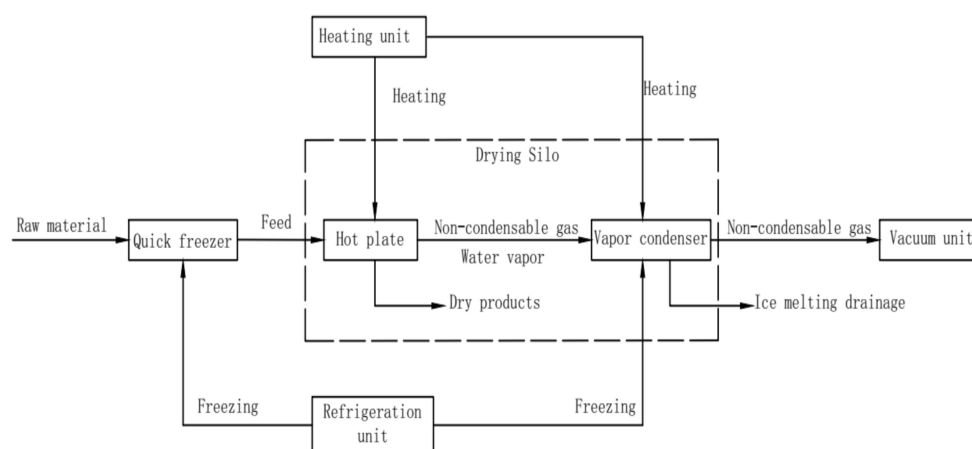 Heating unit
Heating
Heating
Drying Silo
Raw material
Quick freezer
Feed
Hot plate
Non-condensable gas
Water vapor
Vapor condenser
Non-condensable gas
Vacuum unit
Dry products
Ice melting drainage
Freezing
Refrigeration
unit
Freezing